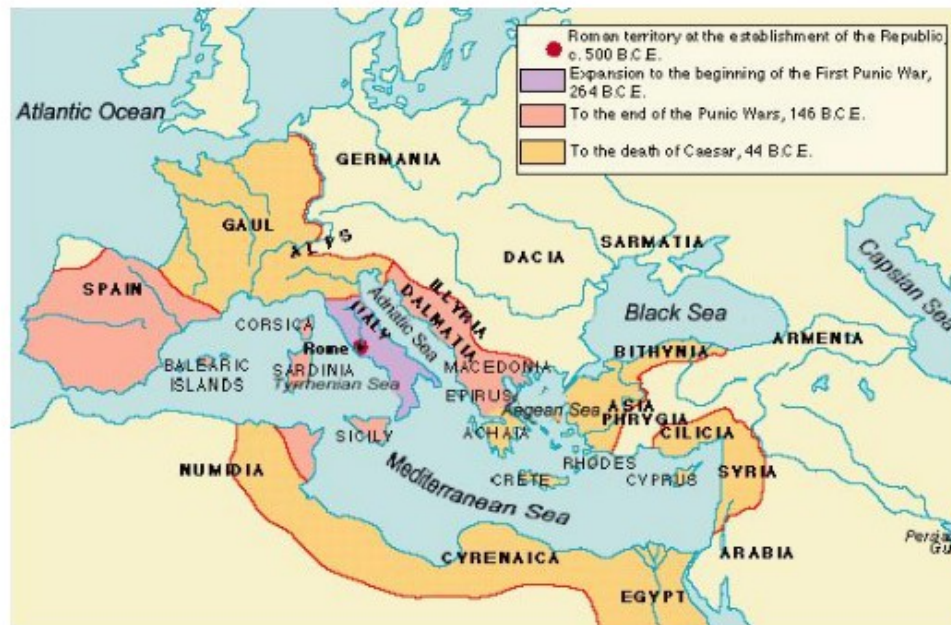 Roman territory at the establishment of the Republic,
c. 500 B.C.E.
Expansion to the beginning of the First Punic War,
264 B.C.E.
To the end of the Punic Wars, 146 B.C.E.
To the death of Caesar, 44 B.C.E.
Atlantic Ocean
GERMANIA
GAUL
ALPS
DACIA
SARMATIA
Capsian Sea
SPAIN
CORSICA
ITALY
Adriatic Sea
ILLYRIA
DALMATIA
Black Sea
ARMENIA
Rome
BITHYNIA
BALEARIC
ISLANDS
SARDINIA
Tyrrhenian Sea
MACEDONIA
EPIRUS
Aegean Sea
ASIA
PHRYGIA
SICILY
ACHAIA
CILICIA
NUMIDIA
Mediterranean Sea
RHODES
CRETE
CYPRUS
SYRIA
Persian
Gu
CYRENAICA
ARABIA
EGYPT